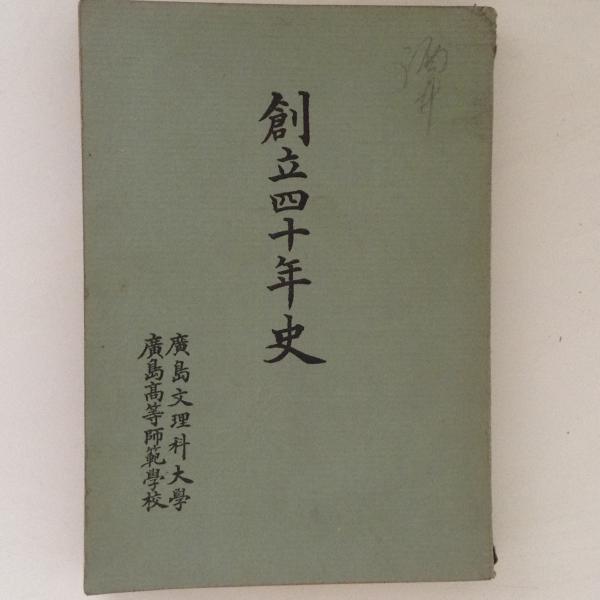 創立四十年史
廣島文理科大學
廣島高等師範學校